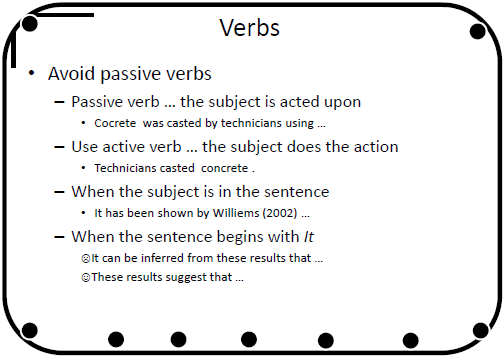 Verbs
• Avoid passive verbs
– Passive verb ... the subject is acted upon
• Cocrete was casted by technicians using ...
– Use active verb ... the subject does the action
• Technicians casted concrete .
– When the subject is in the sentence
• It has been shown by Williems (2002) ...
– When the sentence begins with It
☹It can be inferred from these results that ...
☺These results suggest that ...